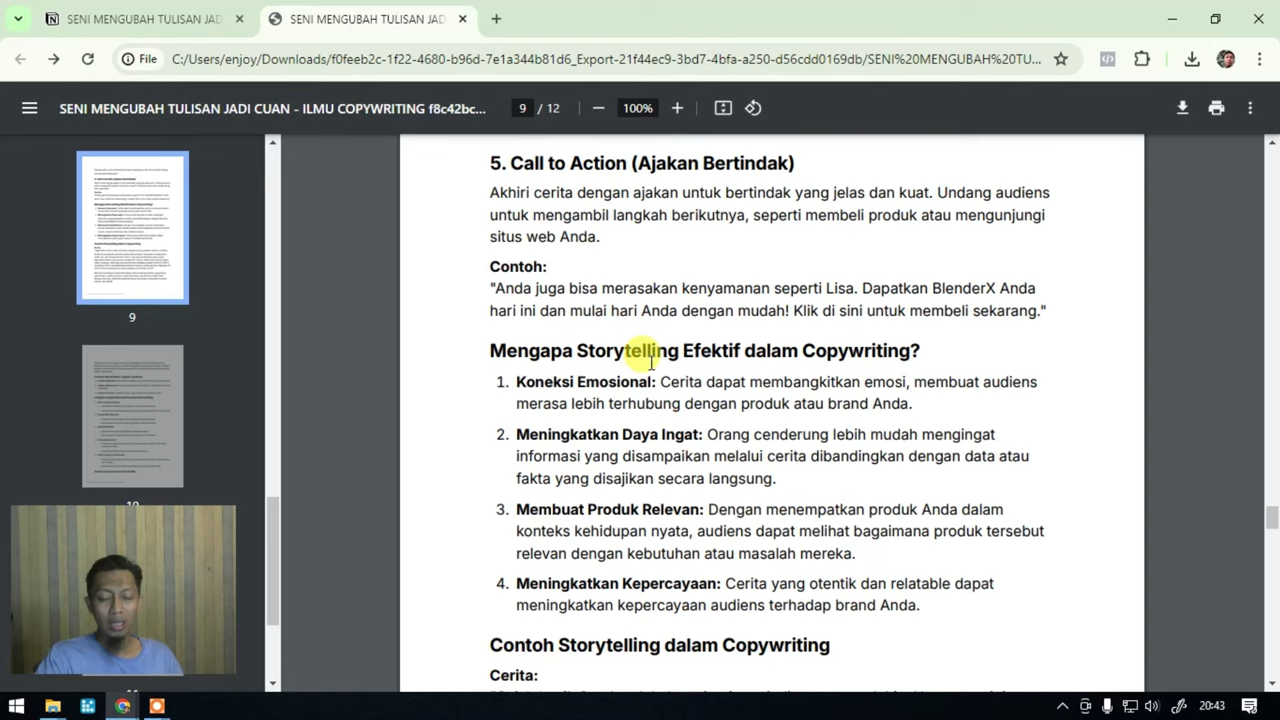 SENI MENGUBAH TULISAN JAD
SENI MENGUBAH TULISAN JAD
File
C:/Users/enjoy/Downloads/f0feeb2c-1f22-4680-b96d-7e1a344b81d6_Export-21f44ec9-3bd7-4bfa-a250-d56cdd0169db/SENI%20MENGUBAH%20TU...
SENI MENGUBAH TULISAN JADI CUAN - ILMU COPYWRITING f8c42bc...
9 / 12
100%
5. Call to Action (Ajakan Bertindak)
Akhiri cerita dengan ajakan untuk bertindak yang jelas dan kuat. Undang audiens
untuk mengambil langkah berikutnya, seperti membeli produk atau mengunjungi
situs web Anda.
Contoh:
"Anda juga bisa merasakan kenyamanan seperti Lisa. Dapatkan BlenderX Anda
hari ini dan mulai hari Anda dengan mudah! Klik di sini untuk membeli sekarang."
Mengapa Storytelling Efektif dalam Copywriting?
1. Koneksi Emosional: Cerita dapat membangkitkan emosi, membuat audiens
merasa lebih terhubung dengan produk atau brand Anda.
2. Meningkatkan Daya Ingat: Orang cenderung lebih mudah mengingat
informasi yang disampaikan melalui cerita dibandingkan dengan data atau
fakta yang disajikan secara langsung.
3. Membuat Produk Relevan: Dengan menempatkan produk Anda dalam
konteks kehidupan nyata, audiens dapat melihat bagaimana produk tersebut
relevan dengan kebutuhan atau masalah mereka.
4. Meningkatkan Kepercayaan: Cerita yang otentik dan relatable dapat
meningkatkan kepercayaan audiens terhadap brand Anda.
Contoh Storytelling dalam Copywriting
Cerita:
9
20:43